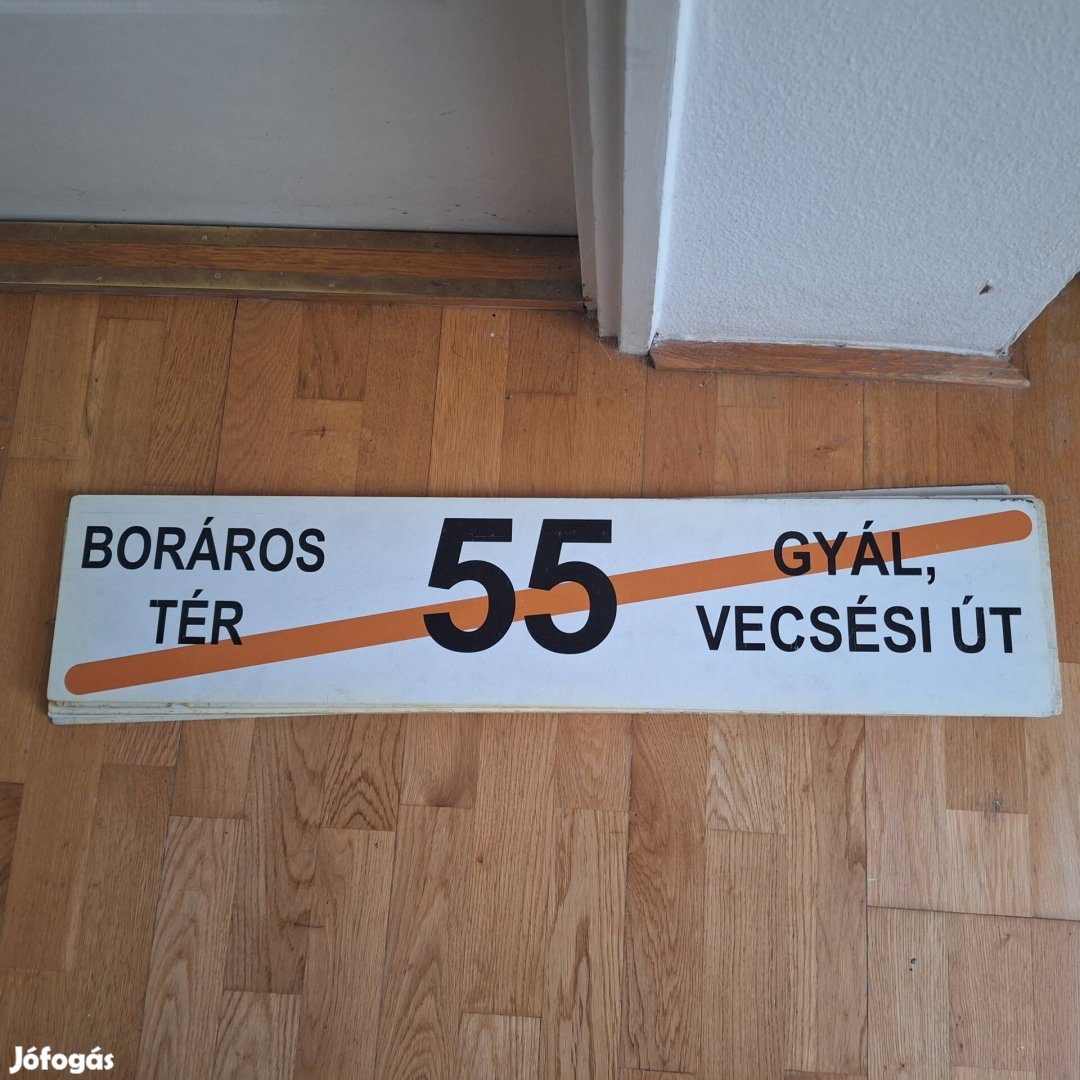 BORÁROS
TÉR
55
GYÁL,
VECSÉSI ÚT
Jófogás